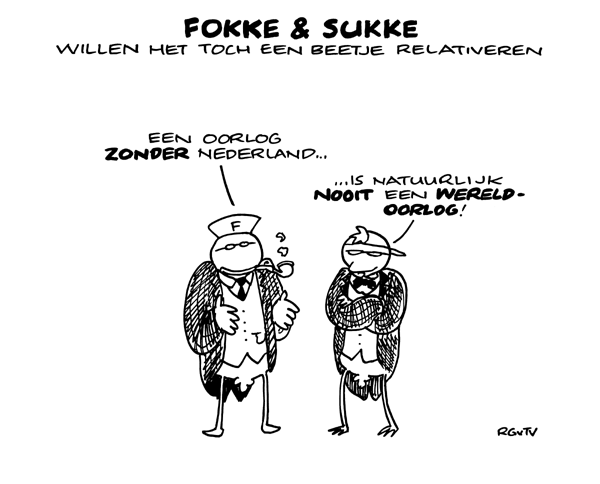 FOKKE & SUKKE
WILLEN HET TOCH EEN BEETJE RELATIVEREN
EEN OORLOG
ZONDER NEDERLAND...
...IS NATUURLIJK
NOOIT EEN WERELD-
OORLOG!
F
RGvTV